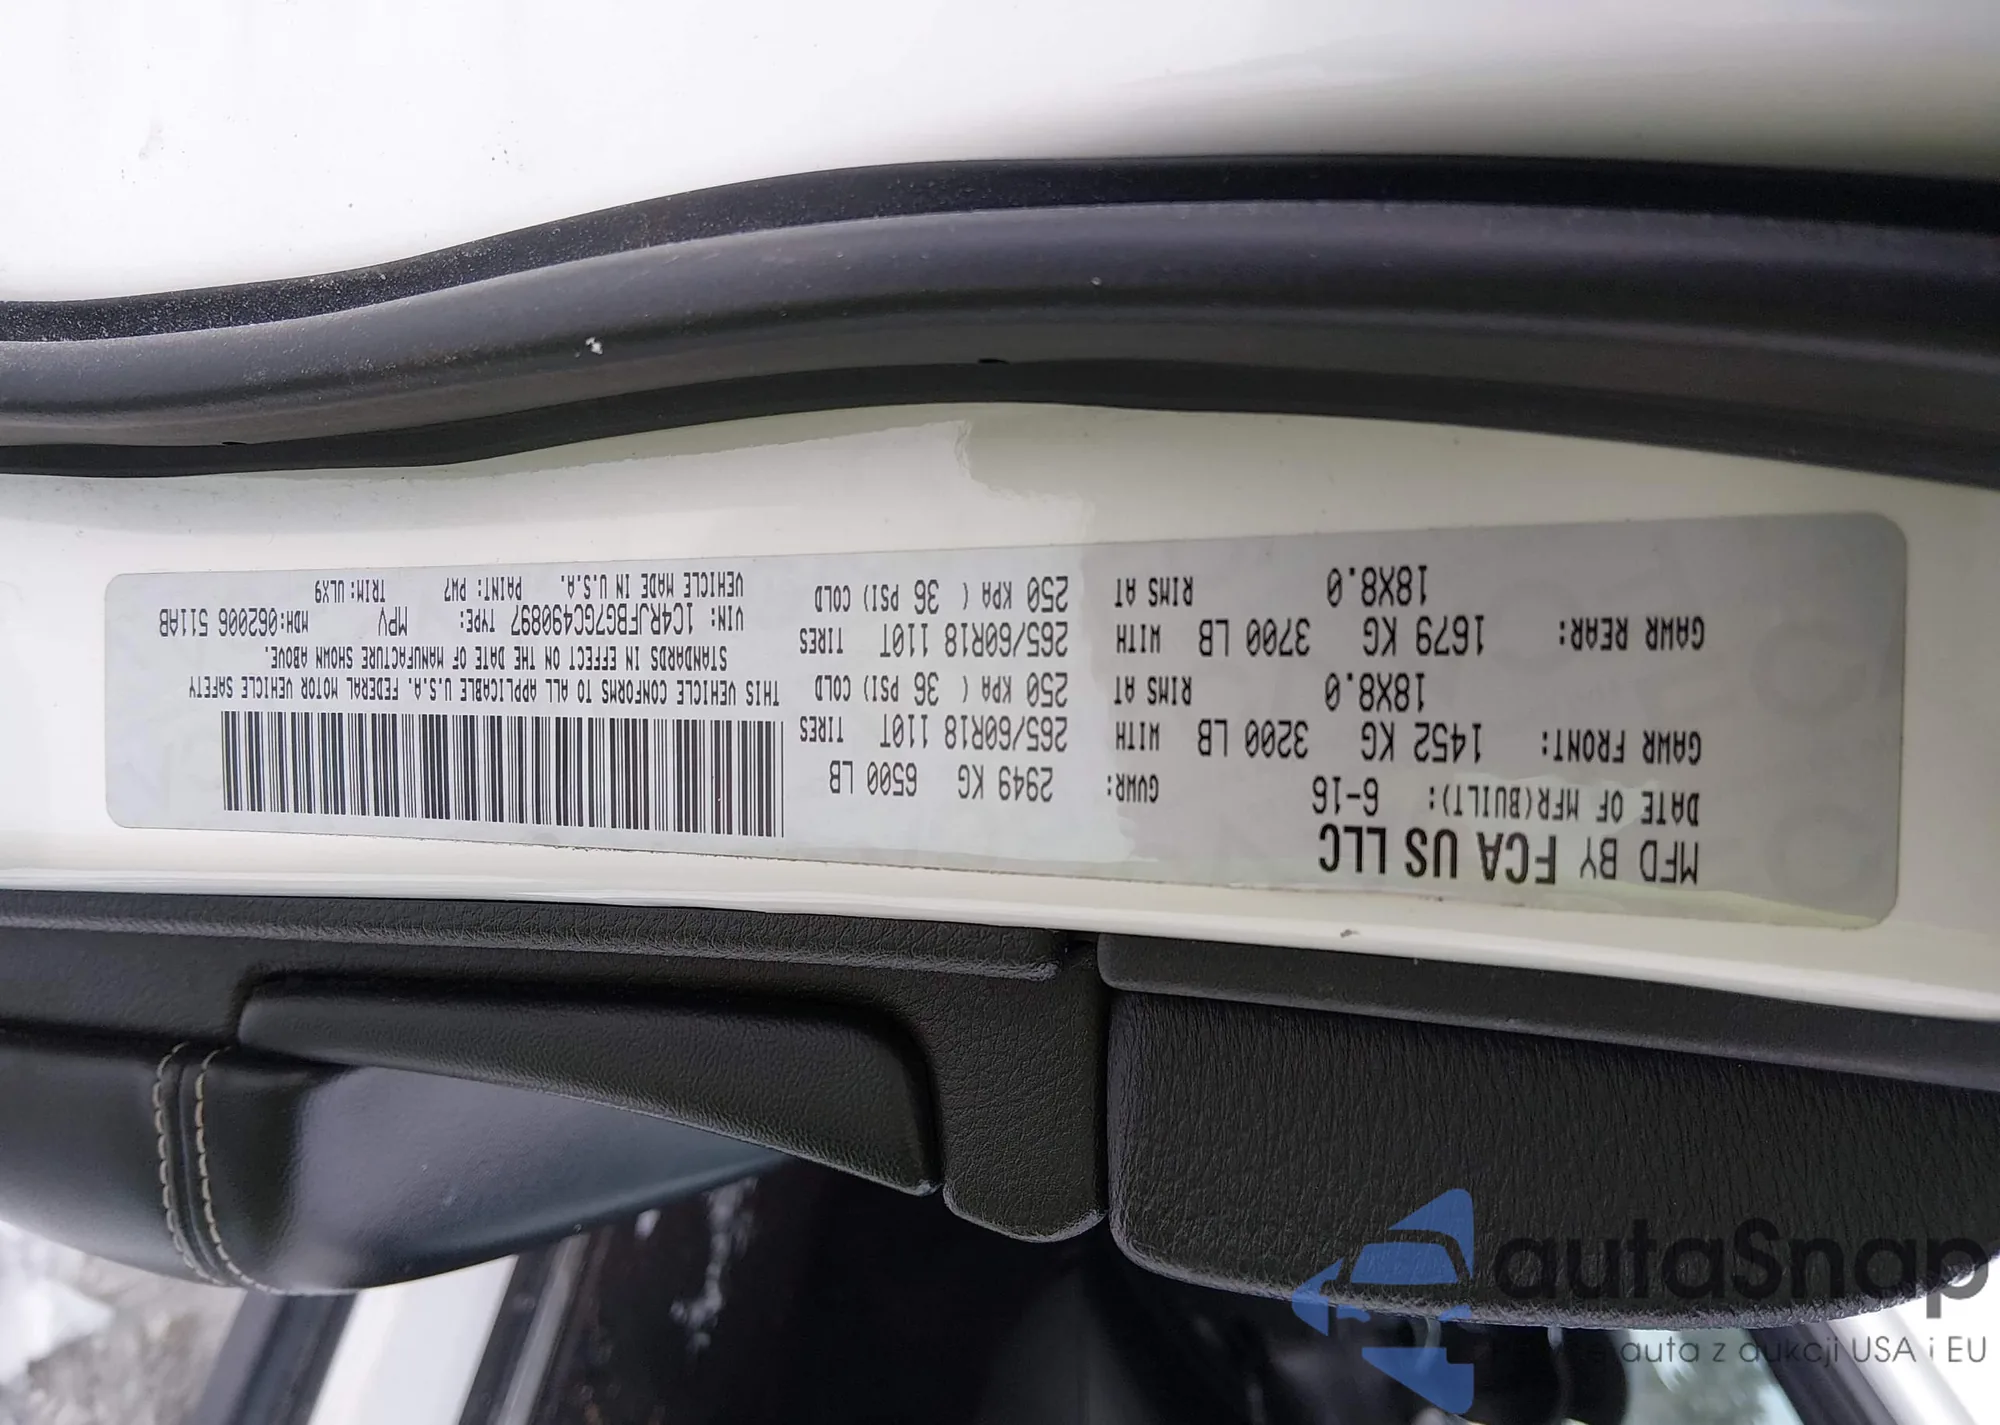 MFD BY FCA US LLC
DATE OF MFR(BUILT): 6-16 GVWR: 2949 KG 6500 LB
GAWR FRONT: 1452 KG 3200 LB WITH 265/60R18 110T TIRES
18X8.0 RIMS AT 250 KPA ( 36 PSI) COLD
GAWR REAR: 1679 KG 3700 LB WITH 265/60R18 110T TIRES
18X8.0 RIMS AT 250 KPA ( 36 PSI) COLD
THIS VEHICLE CONFORMS TO ALL APPLICABLE U.S.A. FEDERAL MOTOR VEHICLE SAFETY
STANDARDS IN EFFECT ON THE DATE OF MANUFACTURE SHOWN ABOVE.
VIN: 1C4RJFBG7GC490897 TYPE: MPV MDH:062006 511AB
VEHICLE MADE IN U.S.A. PAINT: PW7 TRIM:ULX9
autaSnap
auta z aukcji USA i EU